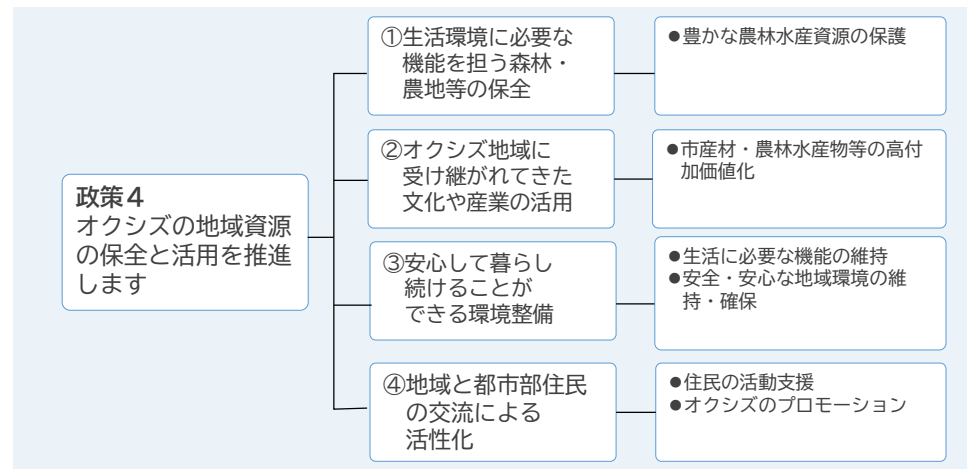 政策４
オクシズの地域資源
の保全と活用を推進
します
①生活環境に必要な
機能を担う森林・
農地等の保全
●豊かな農林水産資源の保護
②オクシズ地域に
受け継がれてきた
文化や産業の活用
●市産材・農林水産物等の高付
加価値化
③安心して暮らし
続けることが
できる環境整備
●生活に必要な機能の維持
●安全・安心な地域環境の維
持・確保
④地域と都市部住民
の交流による
活性化
●住民の活動支援
●オクシズのプロモーション